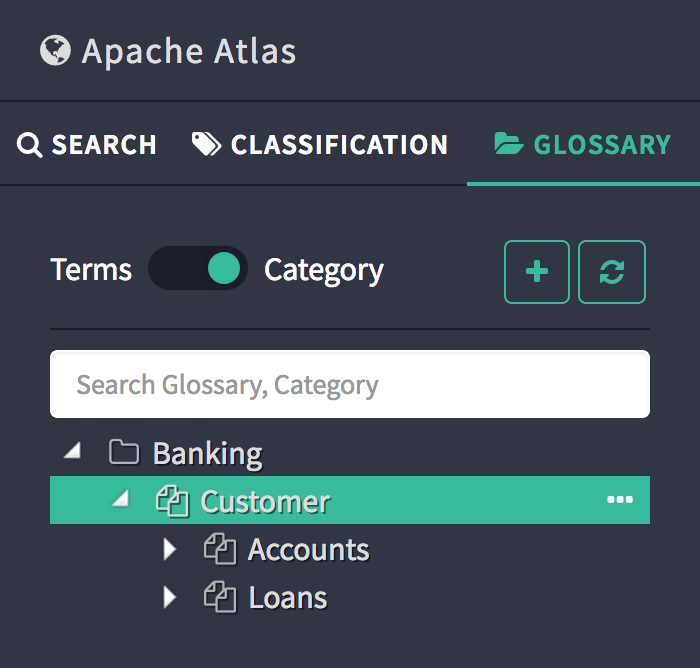 Apache Atlas
SEARCH CLASSIFICATION GLOSSARY
Terms Category
Search Glossary, Category
Banking
Customer
Accounts
Loans